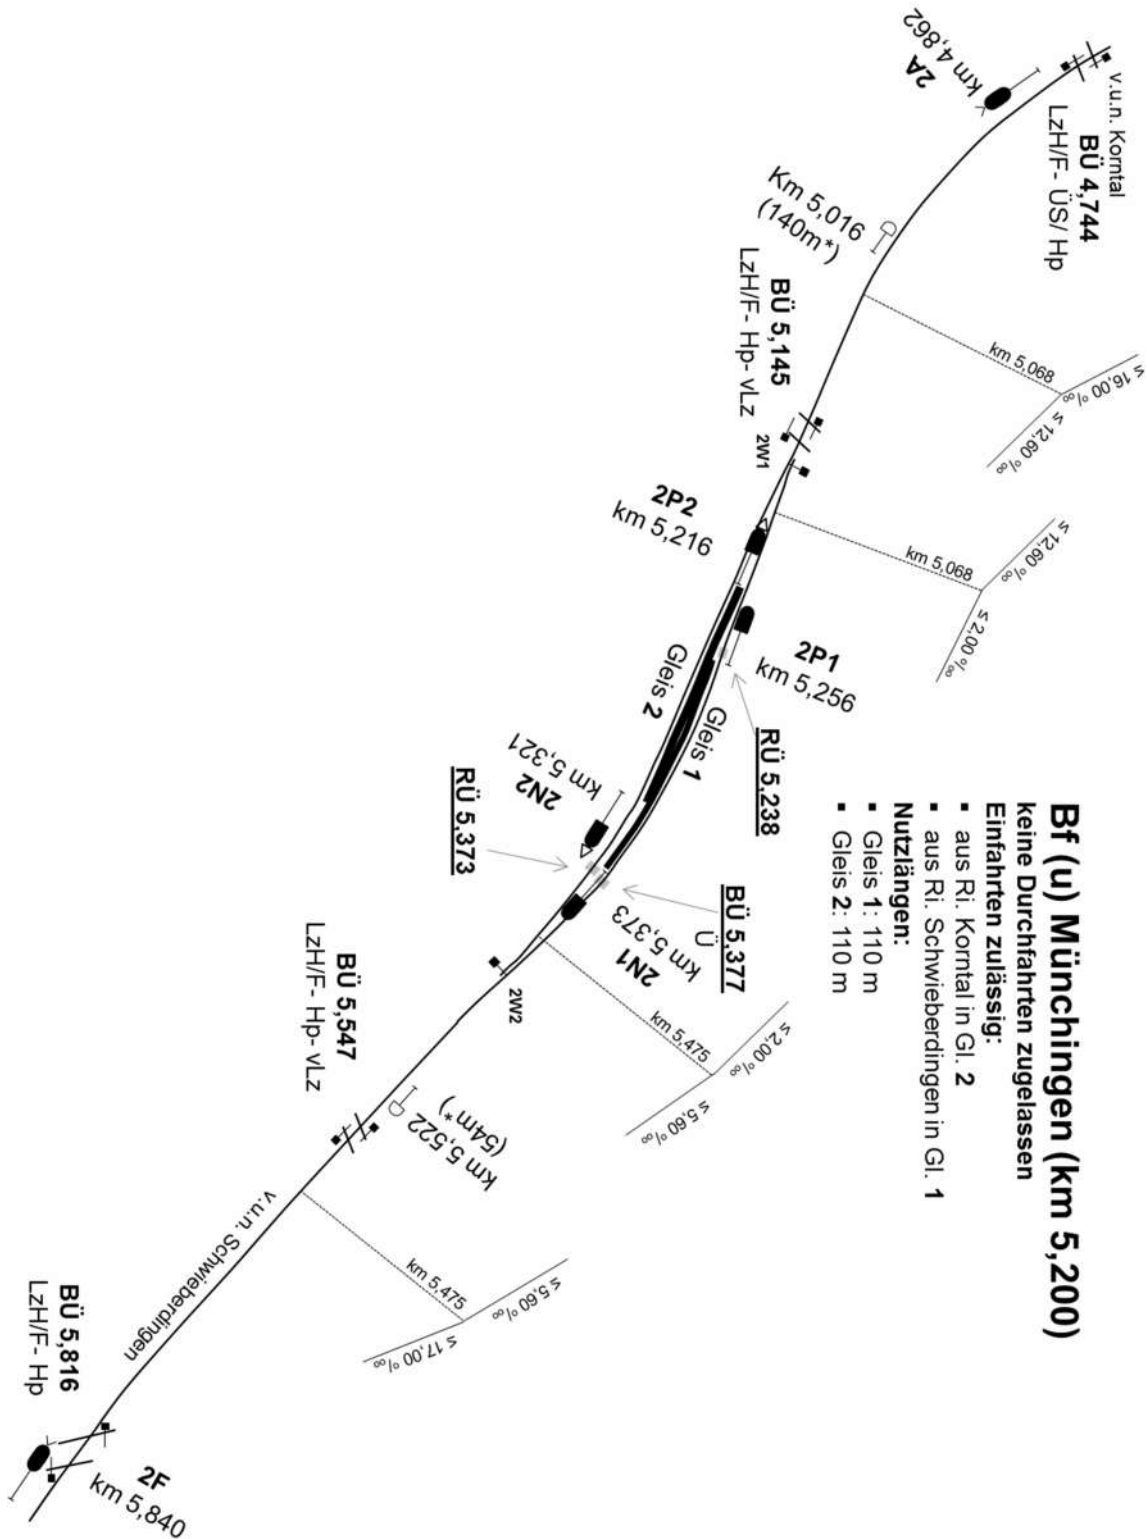 Bf (u) Münchingen (km 5,200)
keine Durchfahrten zugelassen
Einfahrten zulässig:
▪ aus Ri. Korntal in Gl. 2
▪ aus Ri. Schwieberdingen in Gl. 1
Nutzlängen:
▪ Gleis 1: 110 m
▪ Gleis 2: 110 m
v.u.n. Korntal
BÜ 4,744
LzH/F- ÜS/ Hp
2A
km 4,862
Km 5,016
(140m*)
km 5,068
≤ 16,00 ‰
≤ 12,60 ‰
BÜ 5,145
LzH/F- Hp- vLz
2W1
km 5,068
≤ 12,60 ‰
≤ 2,00 ‰
2P2
km 5,216
2P1
km 5,256
RÜ 5,238
Gleis 2
Gleis 1
2N2
km 5,321
RÜ 5,373
BÜ 5,377
Ü
2N1
km 5,373
2W2
km 5,475
≤ 2,00 ‰
≤ 5,60 ‰
BÜ 5,547
LzH/F- Hp- vLz
km 5,522
(54m*)
km 5,475
≤ 5,60 ‰
≤ 17,00 ‰
v.u.n. Schwieberdingen
BÜ 5,816
LzH/F- Hp
2F
km 5,840